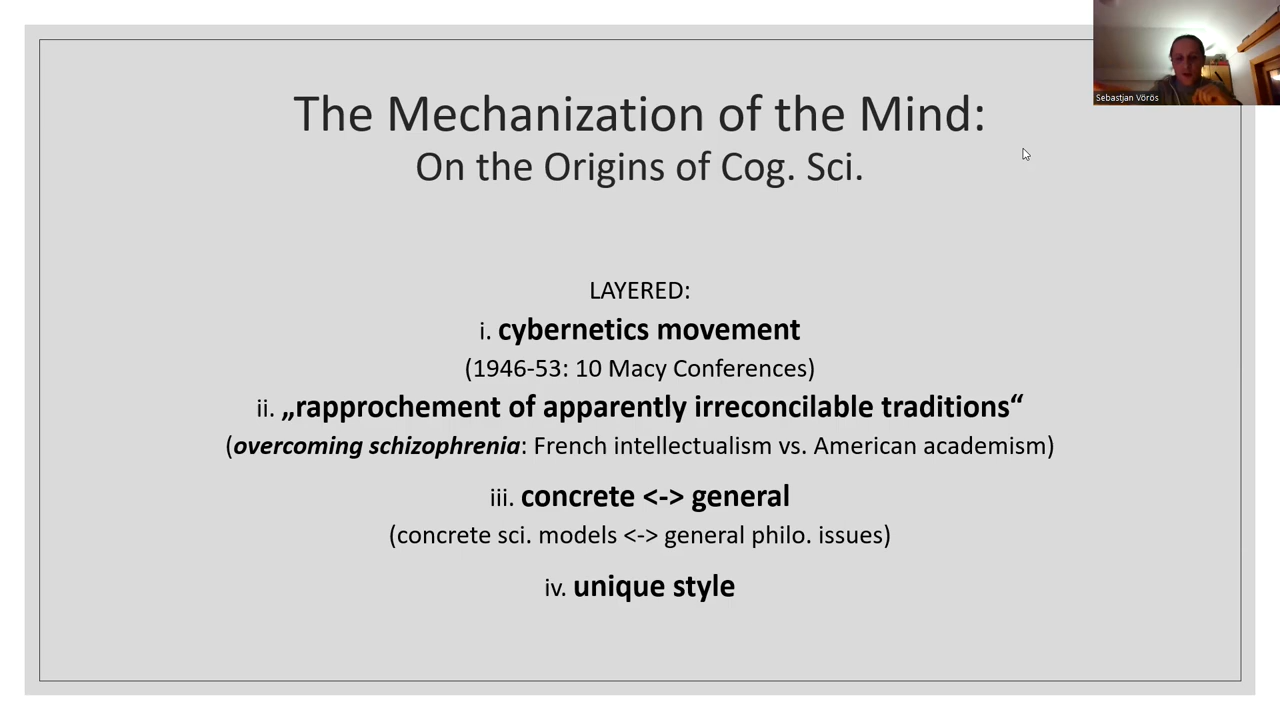 Sebastjan Vörös
The Mechanization of the Mind:
On the Origins of Cog. Sci.
LAYERED:
i. cybernetics movement
(1946-53: 10 Macy Conferences)
ii. „rapprochement of apparently irreconcilable traditions“
(overcoming schizophrenia: French intellectualism vs. American academism)
iii. concrete <-> general
(concrete sci. models <-> general philo. issues)
iv. unique style